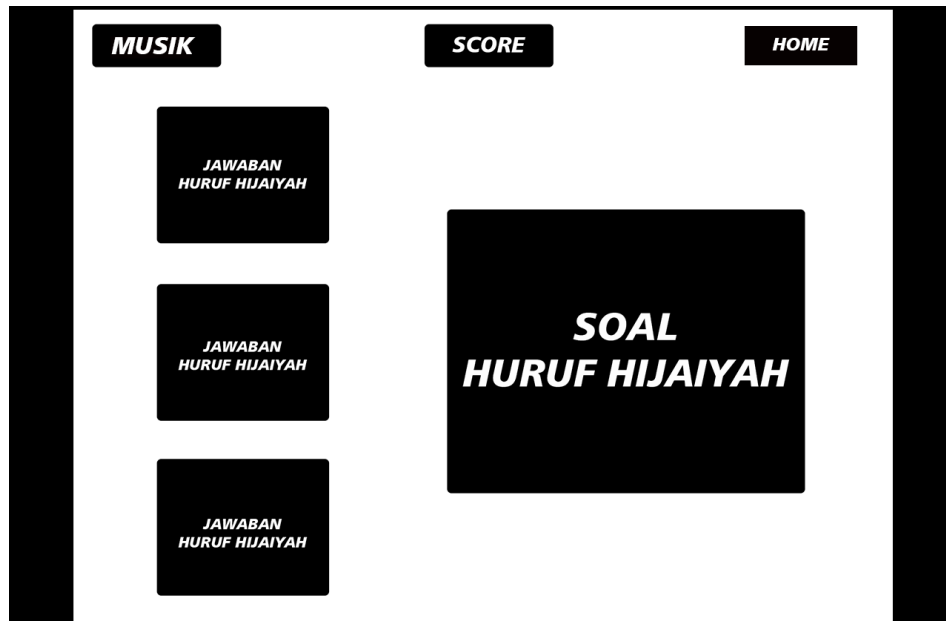 MUSIK
SCORE
HOME
JAWABAN
HURUF HIJAIYAH
JAWABAN
HURUF HIJAIYAH
JAWABAN
HURUF HIJAIYAH
SOAL
HURUF HIJAIYAH